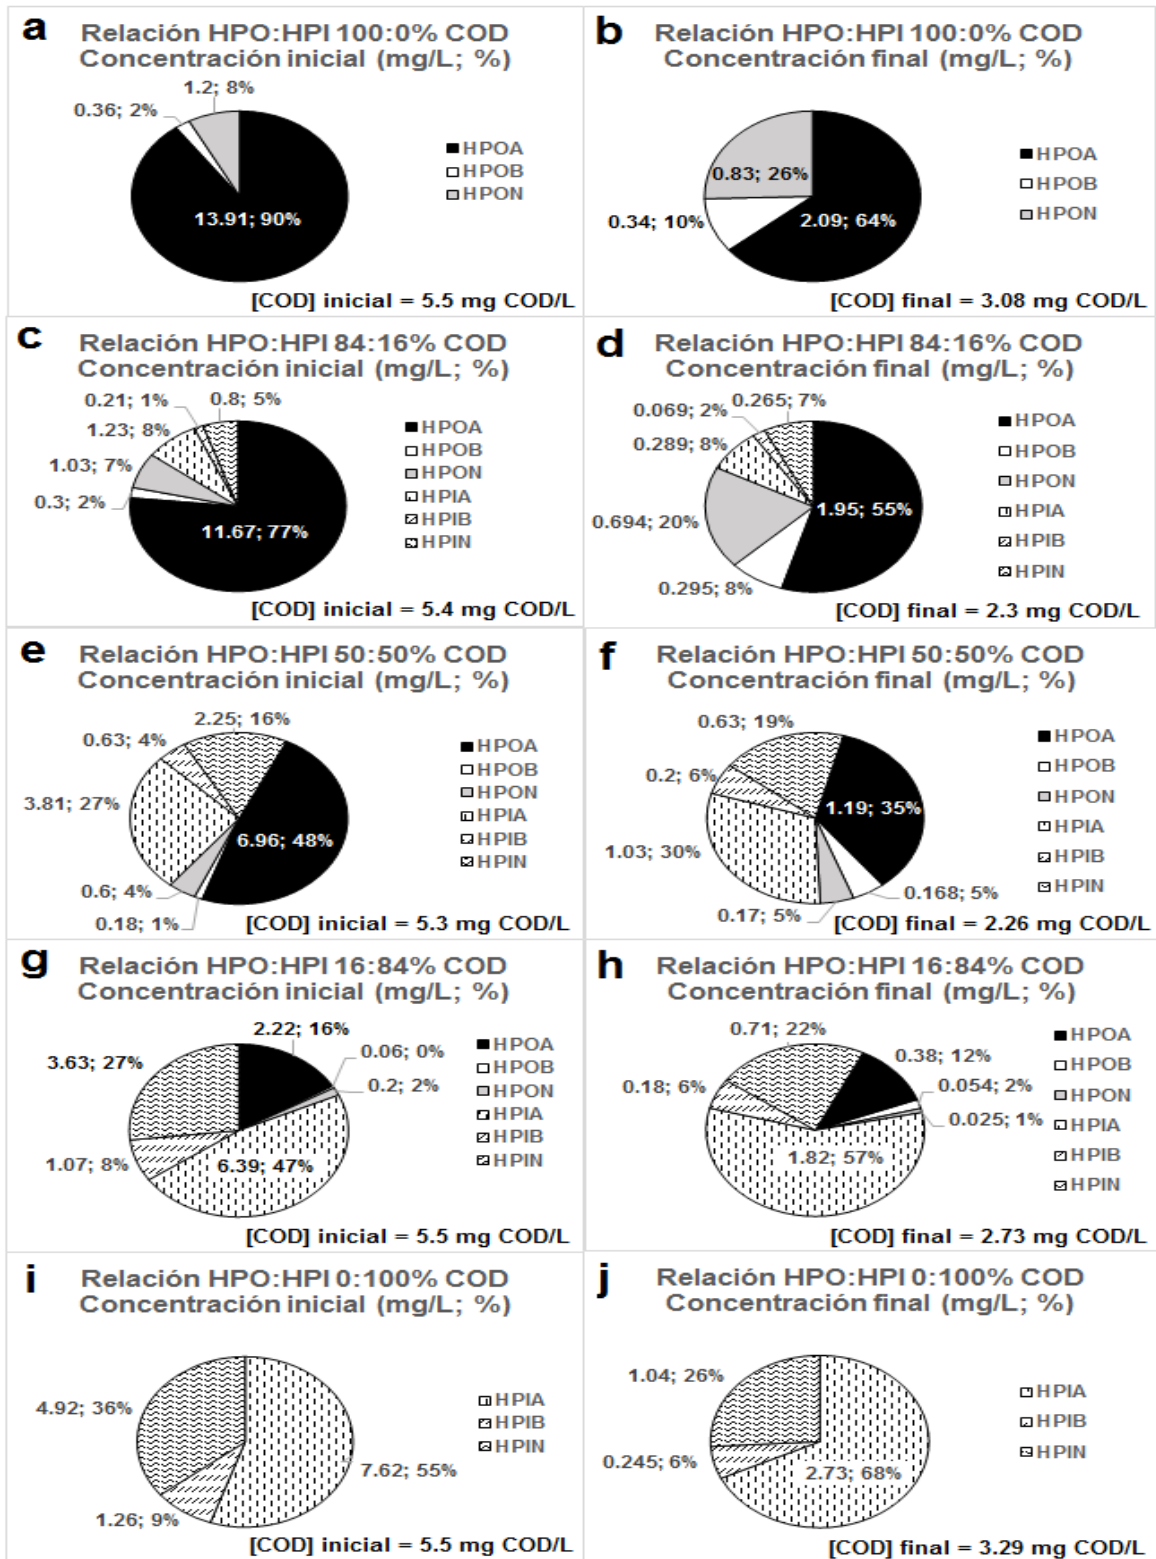 a Relación HPO:HPI 100:0% COD
Concentración inicial (mg/L; %)
1.2; 8%
0.36; 2%
13.91; 90%
HPOA
HPOB
HPON
[COD] inicial = 5.5 mg COD/L
b Relación HPO:HPI 100:0% COD
Concentración final (mg/L; %)
0.83; 26%
0.34; 10%
2.09; 64%
HPOA
HPOB
HPON
[COD] final = 3.08 mg COD/L
c Relación HPO:HPI 84:16% COD
Concentración inicial (mg/L; %)
0.21; 1%
0.8; 5%
1.23; 8%
1.03; 7%
0.3; 2%
11.67; 77%
HPOA
HPOB
HPON
HPIA
HPIB
HPIN
[COD] inicial = 5.4 mg COD/L
d Relación HPO:HPI 84:16% COD
Concentración final (mg/L; %)
0.069; 2%
0.265; 7%
0.289; 8%
0.694; 20%
0.295; 8%
1.95; 55%
HPOA
HPOB
HPON
HPIA
HPIB
HPIN
[COD] final = 2.3 mg COD/L
e Relación HPO:HPI 50:50% COD
Concentración inicial (mg/L; %)
2.25; 16%
0.63; 4%
3.81; 27%
6.96; 48%
0.6; 4%
0.18; 1%
HPOA
HPOB
HPON
HPIA
HPIB
HPIN
[COD] inicial = 5.3 mg COD/L
f Relación HPO:HPI 50:50% COD
Concentración final (mg/L; %)
0.63; 19%
0.2; 6%
1.19; 35%
1.03; 30%
0.168; 5%
0.17; 5%
HPOA
HPOB
HPON
HPIA
HPIB
HPIN
[COD] final = 2.26 mg COD/L
g Relación HPO:HPI 16:84% COD
Concentración inicial (mg/L; %)
2.22; 16%
3.63; 27%
0.06; 0%
0.2; 2%
1.07; 8%
6.39; 47%
HPOA
HPOB
HPON
HPIA
HPIB
HPIN
[COD] inicial = 5.5 mg COD/L
h Relación HPO:HPI 16:84% COD
Concentración final (mg/L; %)
0.71; 22%
0.38; 12%
0.18; 6%
0.054; 2%
0.025; 1%
1.82; 57%
HPOA
HPOB
HPON
HPIA
HPIB
HPIN
[COD] final = 2.73 mg COD/L
i Relación HPO:HPI 0:100% COD
Concentración inicial (mg/L; %)
4.92; 36%
7.62; 55%
1.26; 9%
HPIA
HPIB
HPIN
[COD] inicial = 5.5 mg COD/L
j Relación HPO:HPI 0:100% COD
Concentración final (mg/L; %)
1.04; 26%
0.245; 6%
2.73; 68%
HPIA
HPIB
HPIN
[COD] final = 3.29 mg COD/L